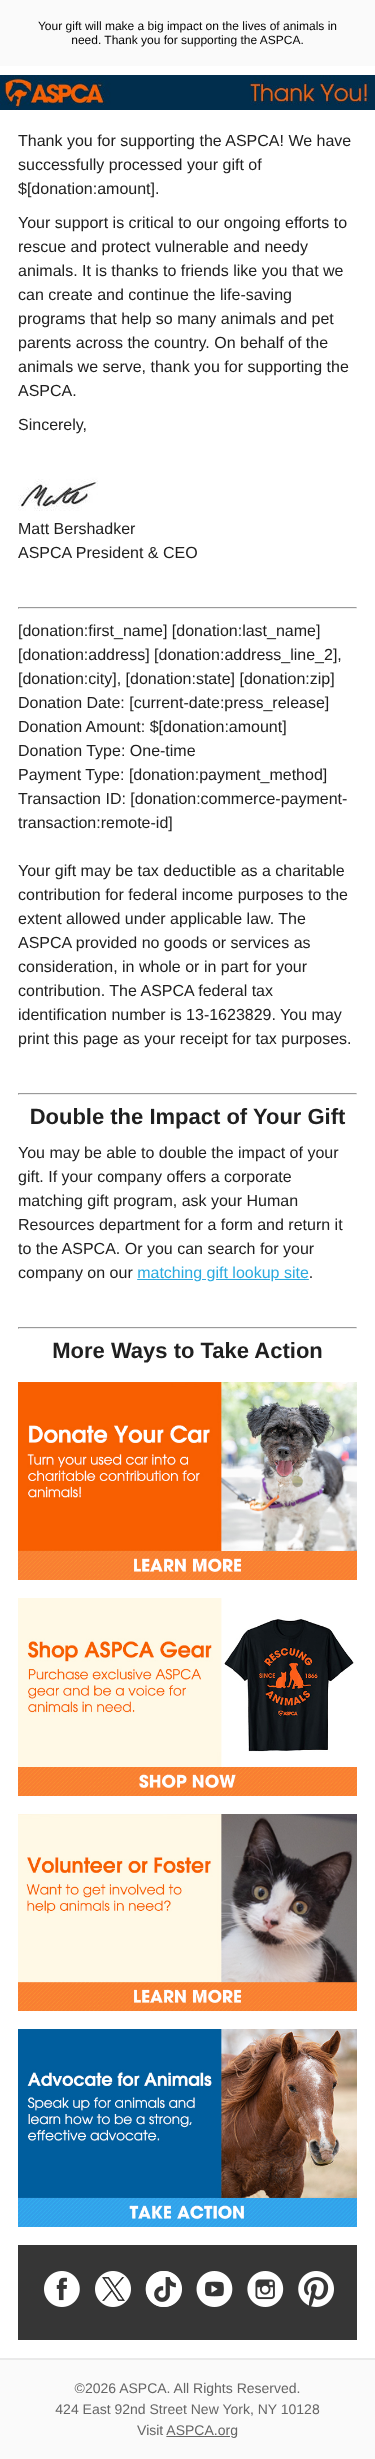 Your gift will make a big impact on the lives of animals in
need. Thank you for supporting the ASPCA.
ASPCA
Thank You!
Thank you for supporting the ASPCA! We have
successfully processed your gift of
$[donation:amount].
Your support is critical to our ongoing efforts to
rescue and protect vulnerable and needy
animals. It is thanks to friends like you that we
can create and continue the life-saving
programs that help so many animals and pet
parents across the country. On behalf of the
animals we serve, thank you for supporting the
ASPCA.
Sincerely,
Matt
Matt Bershadker
ASPCA President & CEO
[donation:first_name] [donation:last_name]
[donation:address] [donation:address_line_2],
[donation:city], [donation:state] [donation:zip]
Donation Date: [current-date:press_release]
Donation Amount: $[donation:amount]
Donation Type: One-time
Payment Type: [donation:payment_method]
Transaction ID: [donation:commerce-payment-
transaction:remote-id]
Your gift may be tax deductible as a charitable
contribution for federal income purposes to the
extent allowed under applicable law. The
ASPCA provided no goods or services as
consideration, in whole or in part for your
contribution. The ASPCA federal tax
identification number is 13-1623829. You may
print this page as your receipt for tax purposes.
Double the Impact of Your Gift
You may be able to double the impact of your
gift. If your company offers a corporate
matching gift program, ask your Human
Resources department for a form and return it
to the ASPCA. Or you can search for your
company on our matching gift lookup site.
More Ways to Take Action
Donate Your Car
Turn your used car into a
charitable contribution for
animals!
LEARN MORE
Shop ASPCA Gear
Purchase exclusive ASPCA
gear and be a voice for
animals in need.
RESCUING
SINCE 1866
ANIMALS
ASPCA
SHOP NOW
Volunteer or Foster
Want to get involved to
help animals in need?
LEARN MORE
Advocate for Animals
Speak up for animals and
learn how to be a strong,
effective advocate.
TAKE ACTION
©2026 ASPCA. All Rights Reserved.
424 East 92nd Street New York, NY 10128
Visit ASPCA.org